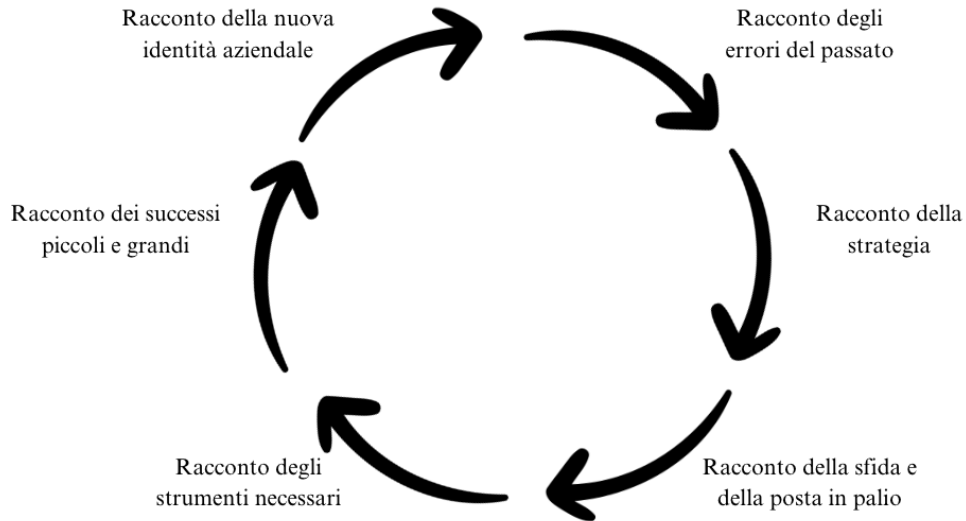 Racconto della nuova
identità aziendale
Racconto degli
errori del passato
Racconto della
strategia
Racconto della sfida e
della posta in palio
Racconto degli
strumenti necessari
Racconto dei successi
piccoli e grandi